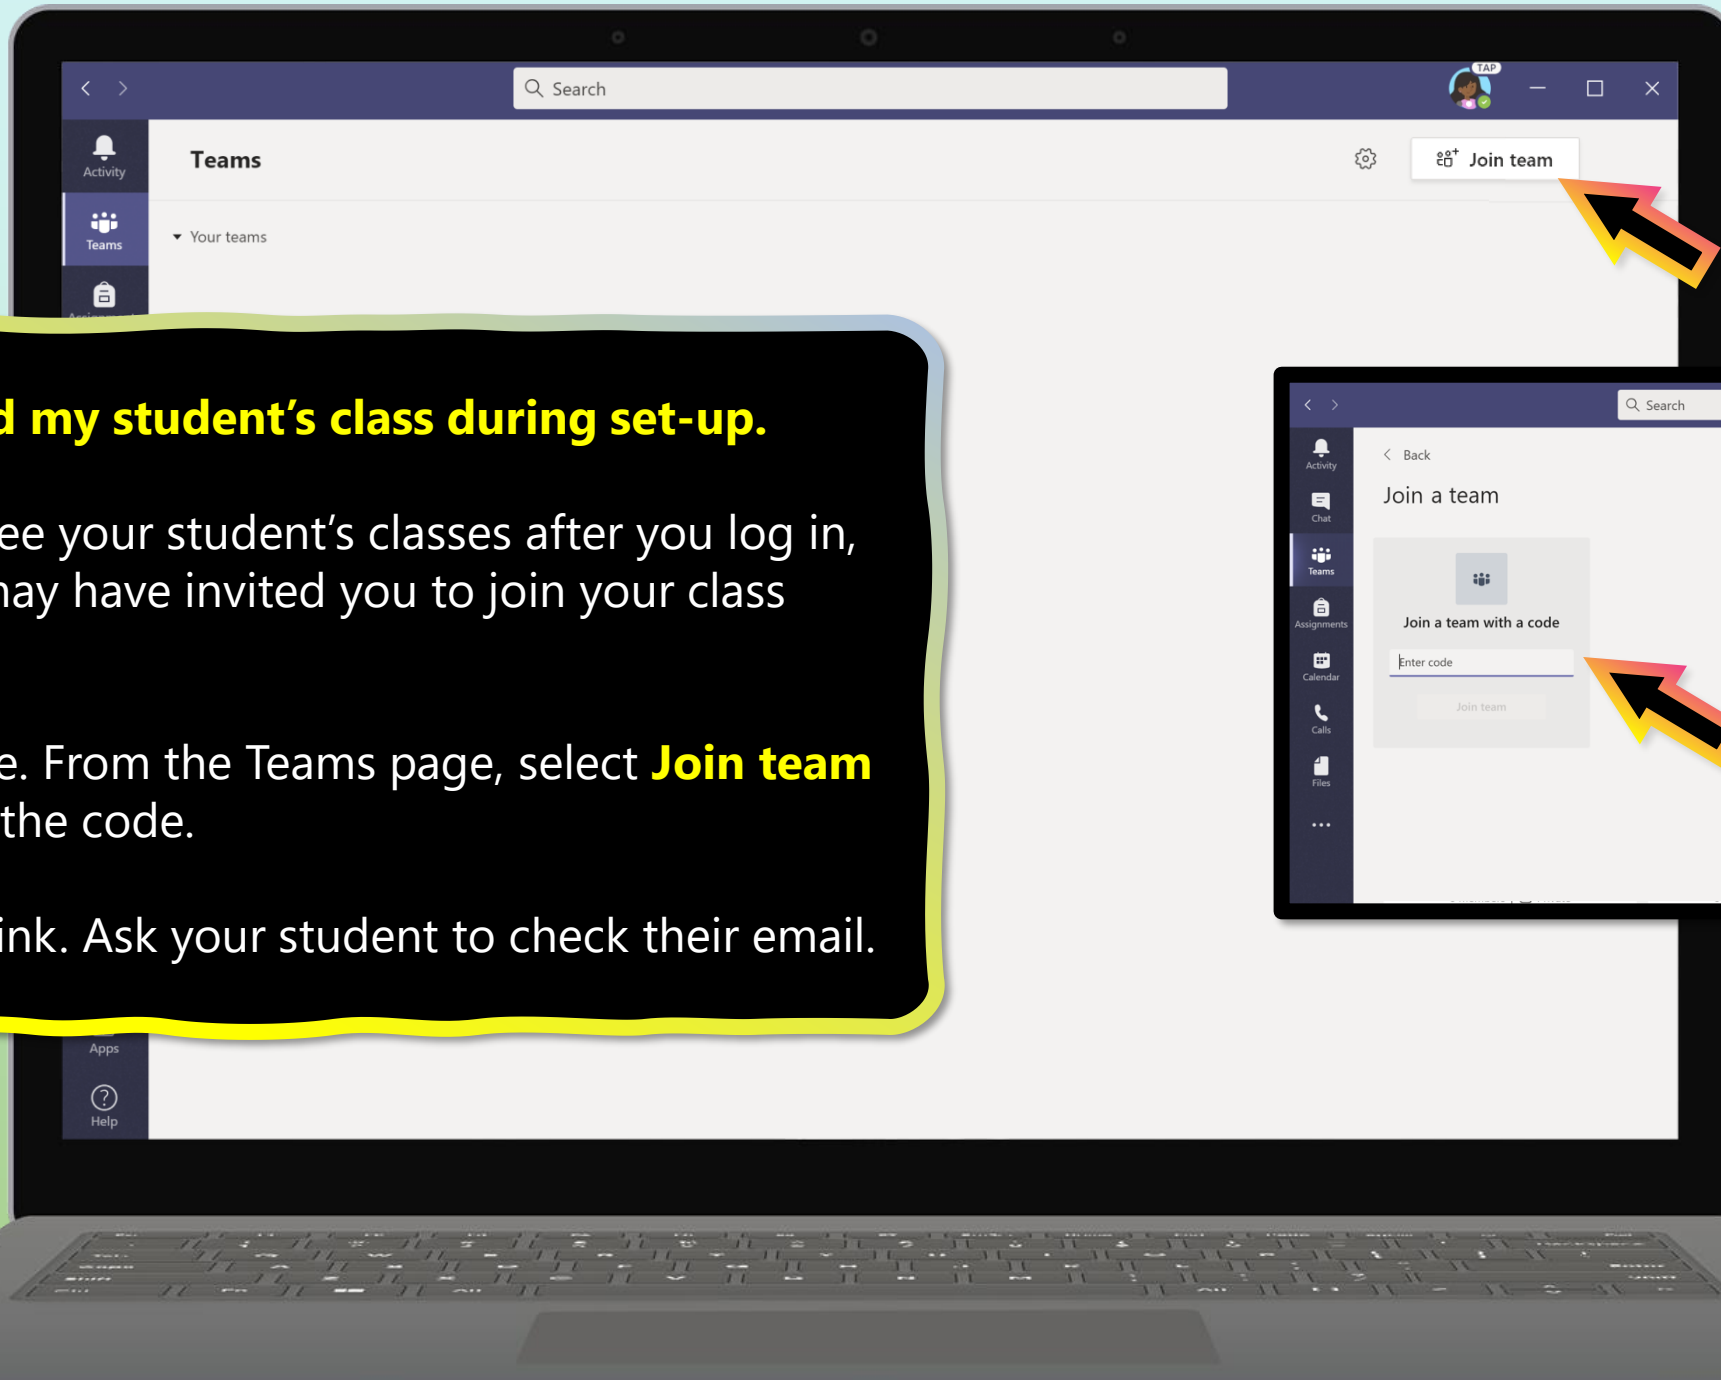 Search
TAP
Activity
Teams
Join team
Teams
Your teams
d my student's class during set-up.
ee your student's classes after you log in,
may have invited you to join your class
e. From the Teams page, select Join team
the code.
ink. Ask your student to check their email.
Apps
Help
Search
Activity
Back
Join a team
Chat
Teams
Join a team with a code
Assignments
Enter code
Calendar
Join team
Calls
Files